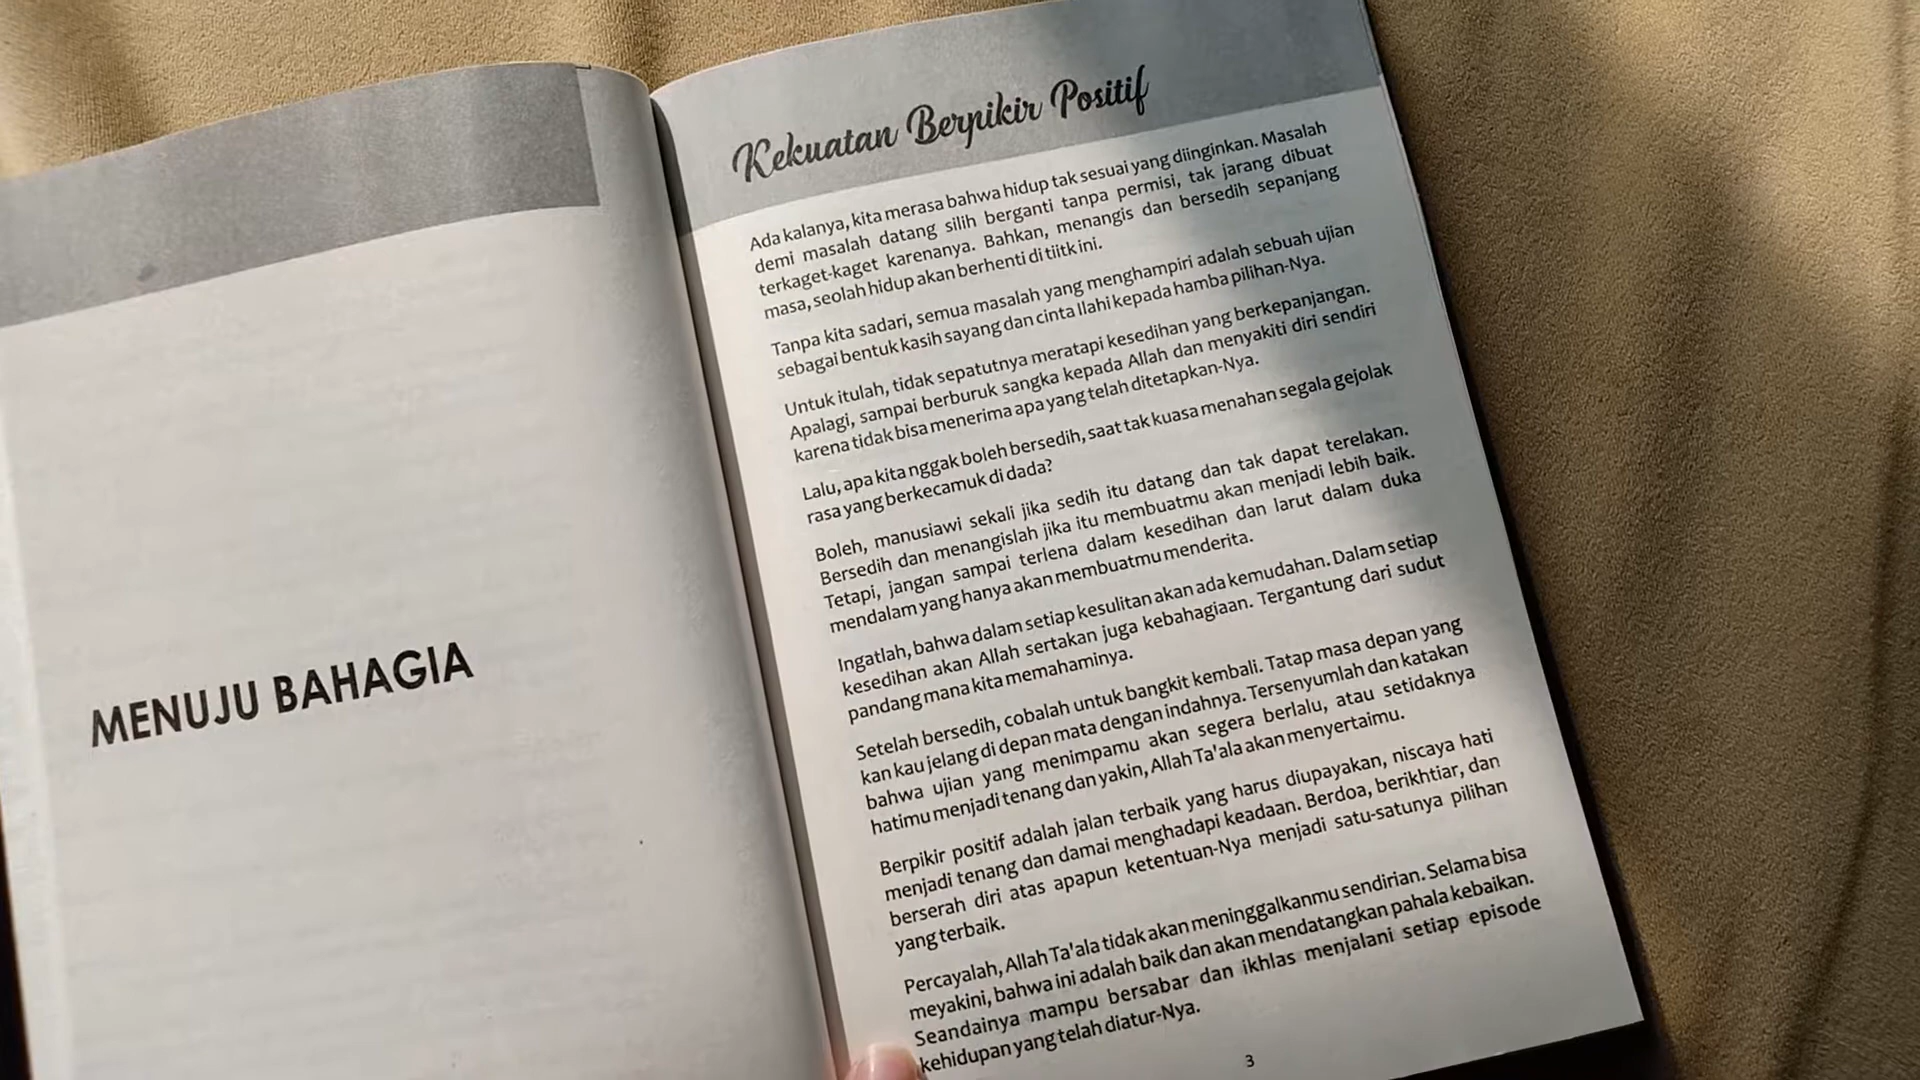 MENUJU BAHAGIA
Kekuatan Berpikir Positif
Ada kalanya, kita merasa bahwa hidup tak sesuai yang diinginkan. Masalah
demi masalah datang silih berganti tanpa permisi, tak jarang dibuat
terkaget-kaget karenanya. Bahkan, menangis dan bersedih sepanjang
masa, seolah hidup akan berhenti di tiitk ini.
Tanpa kita sadari, semua masalah yang menghampiri adalah sebuah ujian
sebagai bentuk kasih sayang dan cinta Ilahi kepada hamba pilihan-Nya.
Untuk itulah, tidak sepatutnya meratapi kesedihan yang berkepanjangan.
Apalagi, sampai berburuk sangka kepada Allah dan menyakiti diri sendiri
karena tidak bisa menerima apa yang telah ditetapkan-Nya.
Lalu, apa kita nggak boleh bersedih, saat tak kuasa menahan segala gejolak
rasa yang berkecamuk di dada?
Boleh, manusiawi sekali jika sedih itu datang dan tak dapat terelakan.
Bersedih dan menangislah jika itu membuatmu akan menjadi lebih baik.
Tetapi, jangan sampai terlena dalam kesedihan dan larut dalam duka
mendalam yang hanya akan membuatmu menderita.
Ingatlah, bahwa dalam setiap kesulitan akan ada kemudahan. Dalam setiap
kesedihan akan Allah sertakan juga kebahagiaan. Tergantung dari sudut
pandang mana kita memahaminya.
Setelah bersedih, cobalah untuk bangkit kembali. Tatap masa depan yang
kan kau jelang di depan mata dengan indahnya. Tersenyumlah dan katakan
bahwa ujian yang menimpamu akan segera berlalu, atau setidaknya
hatimu menjadi tenang dan yakin, Allah Ta'ala akan menyertaimu.
Berpikir positif adalah jalan terbaik yang harus diupayakan, niscaya hati
menjadi tenang dan damai menghadapi keadaan. Berdoa, berikhtiar, dan
berserah diri atas apapun ketentuan-Nya menjadi satu-satunya pilihan
yang terbaik.
Percayalah, Allah Ta'ala tidak akan meninggalkanmu sendirian. Selama bisa
meyakini, bahwa ini adalah baik dan akan mendatangkan pahala kebaikan.
Seandainya mampu bersabar dan ikhlas menjalani setiap episode
kehidupan yang telah diatur-Nya.
3